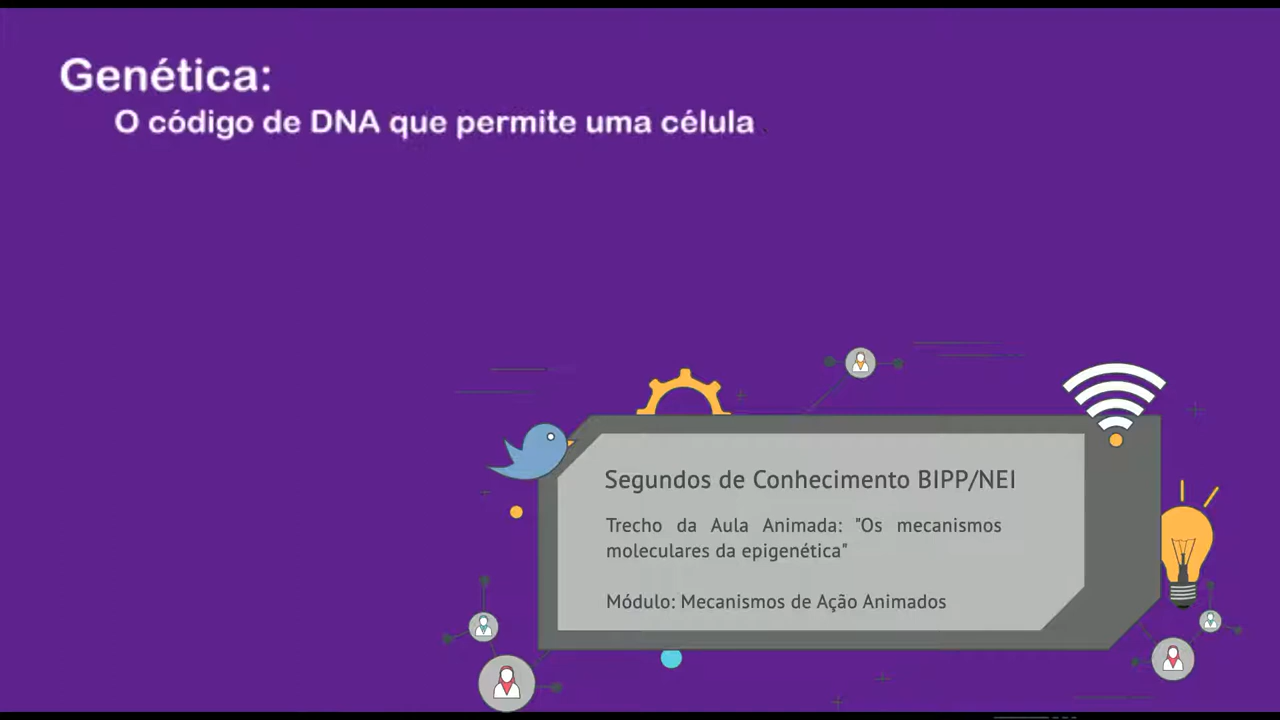 Genética:
O código de DNA que permite uma célula
Segundos de Conhecimento BIPP/NEI
Trecho da Aula Animada: "Os mecanismos
moleculares da epigenética"
Módulo: Mecanismos de Ação Animados